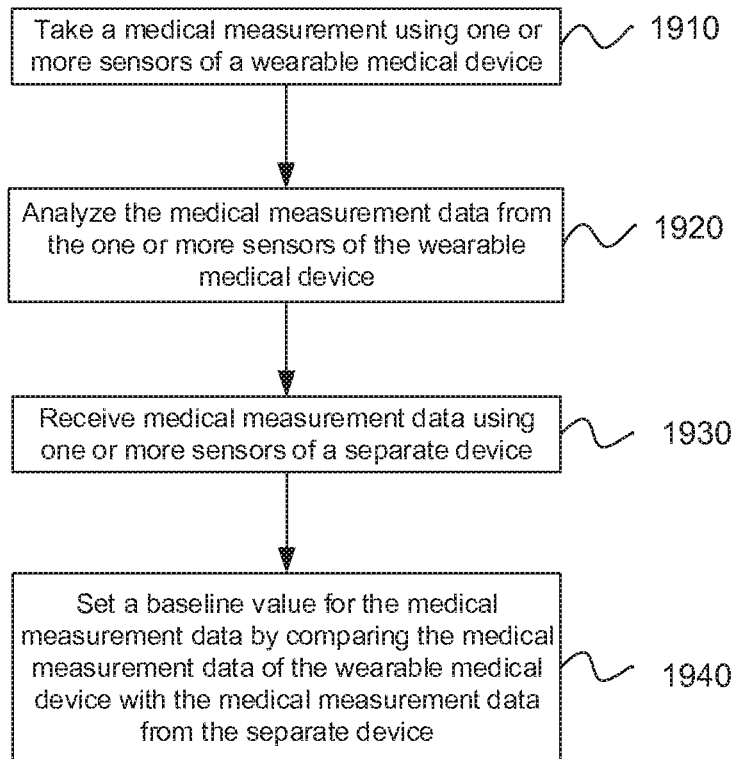 Take a medical measurement using one or
more sensors of a wearable medical device
1910
Analyze the medical measurement data from
the one or more sensors of the wearable
medical device
1920
Receive medical measurement data using
one or more sensors of a separate device
1930
Set a baseline value for the medical
measurement data by comparing the medical
measurement data of the wearable medical
device with the medical measurement data
from the separate device
1940